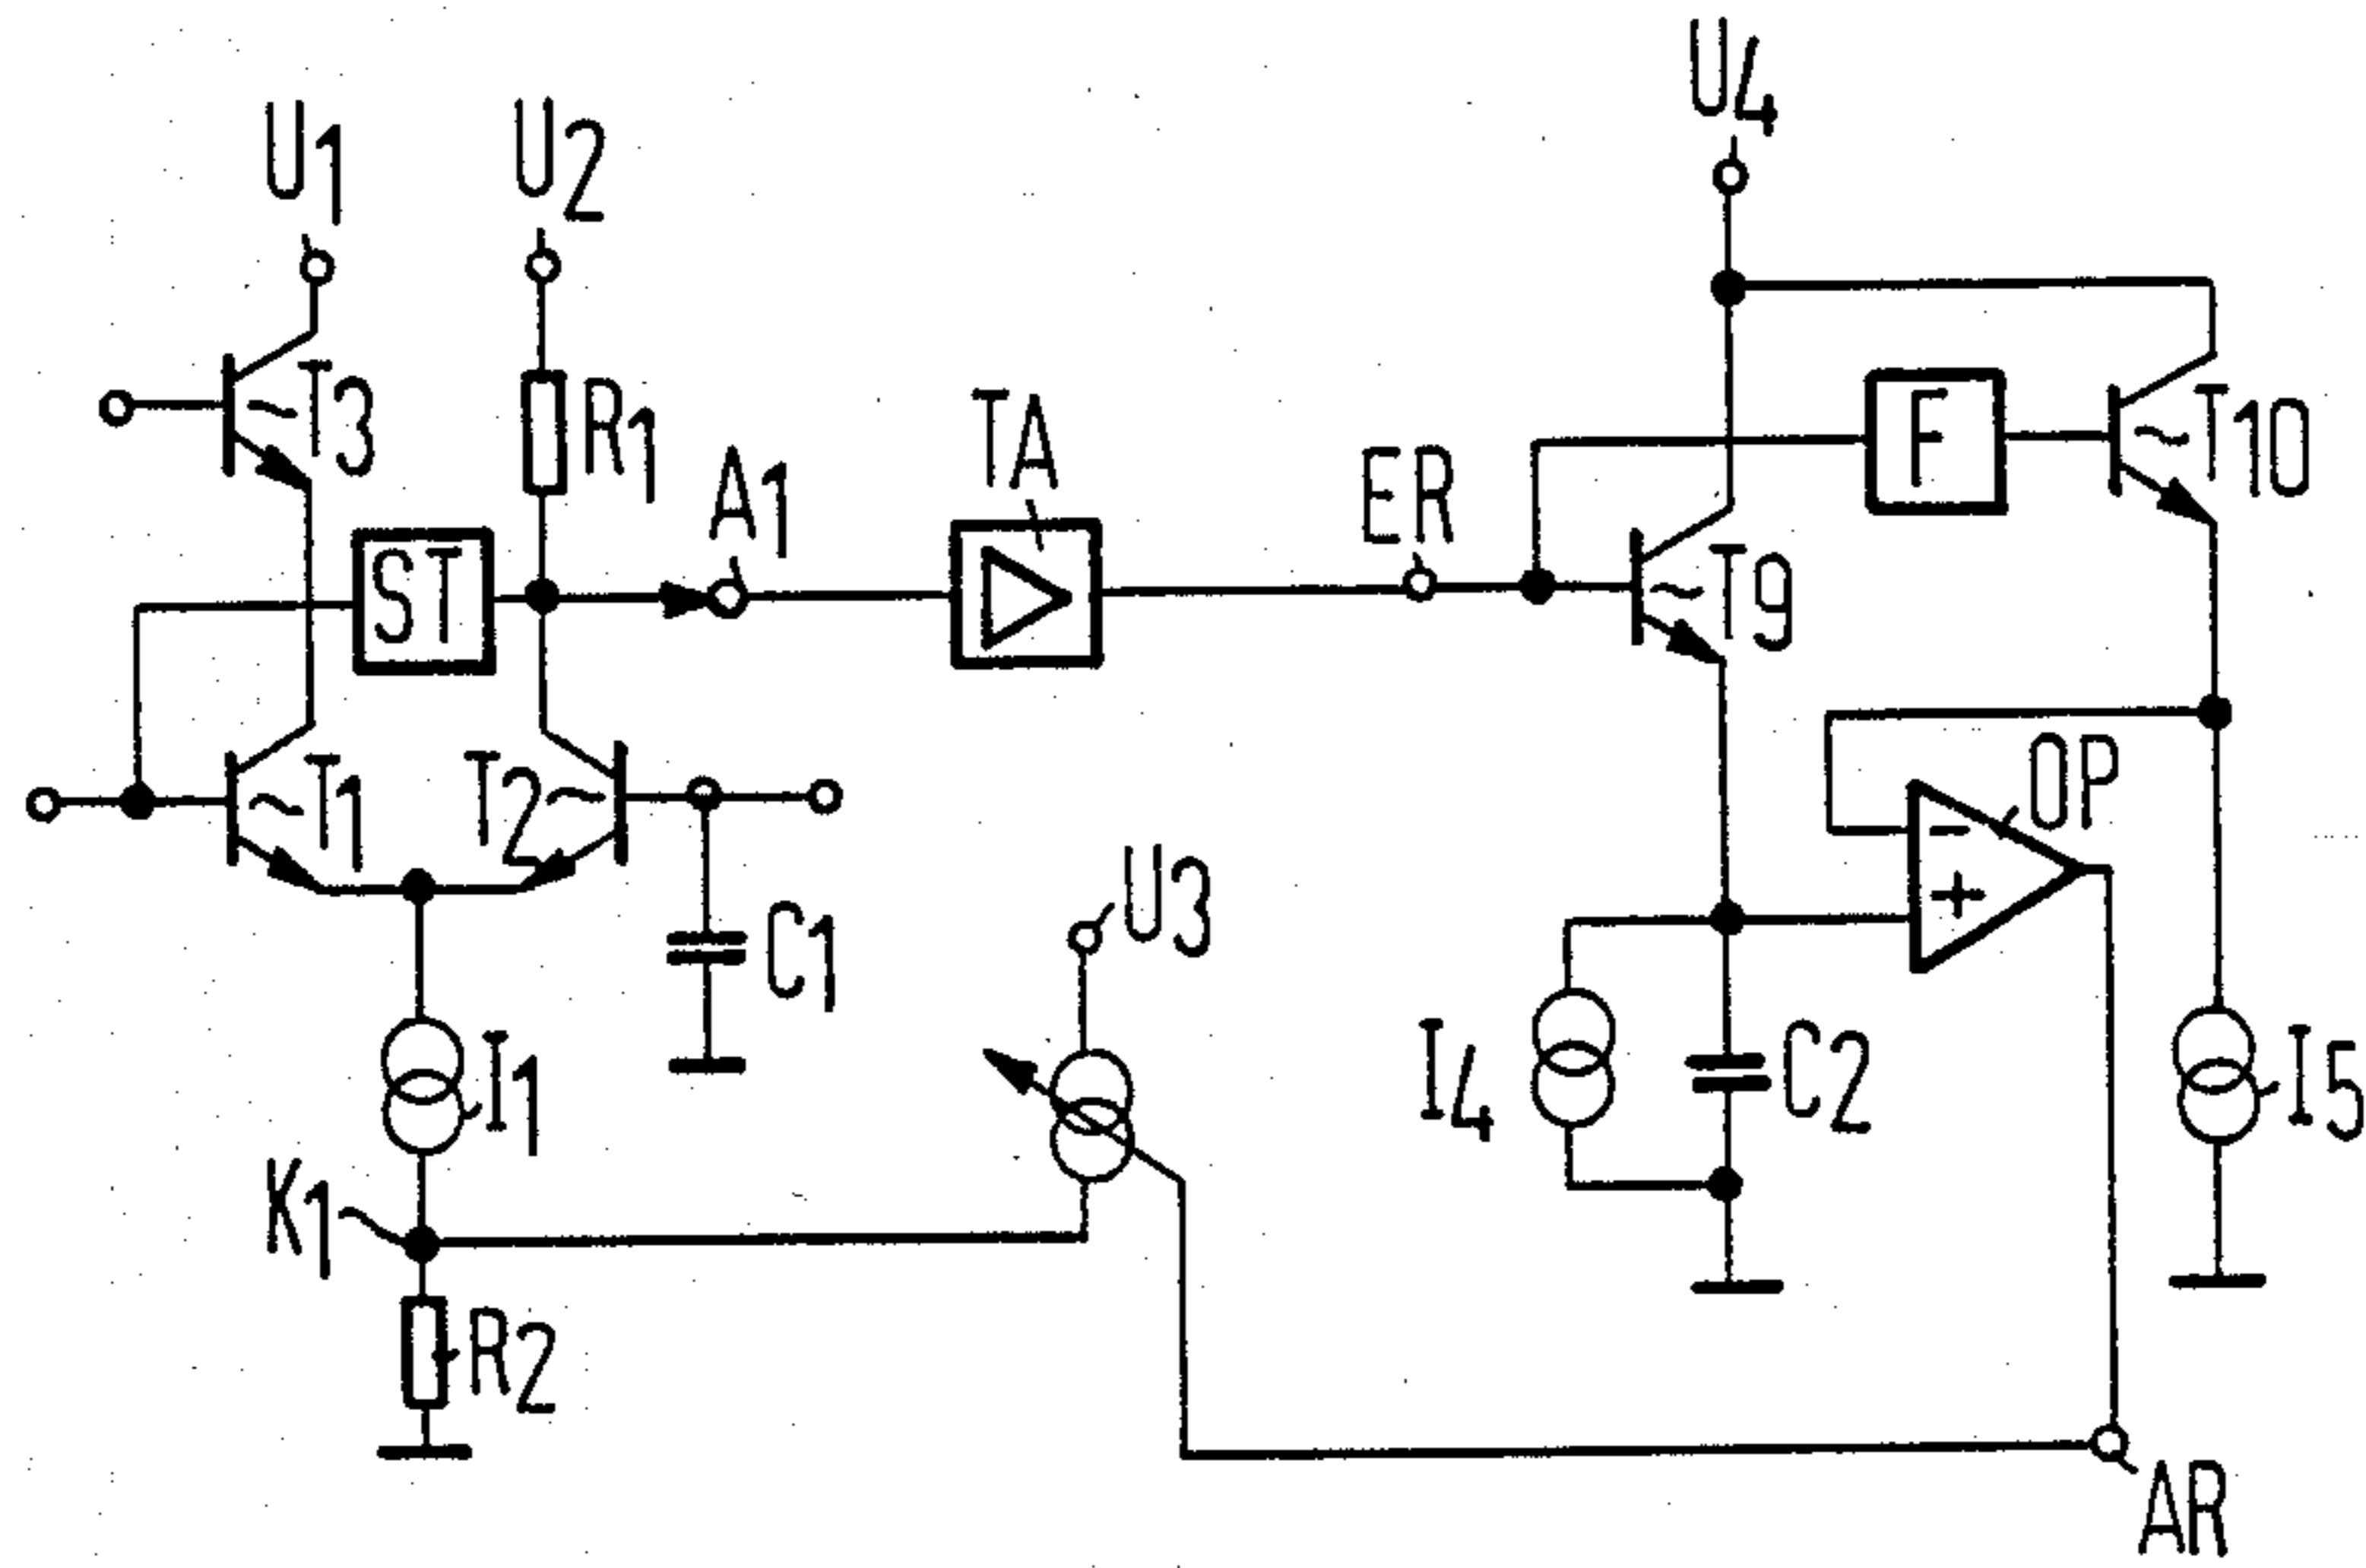 U4
U1
U2
T3
R1
A1
TA
ER
F
T10
ST
T9
T1
T2
OP
-
+
C1
U3
I1
I4
C2
I5
K1
R2
AR